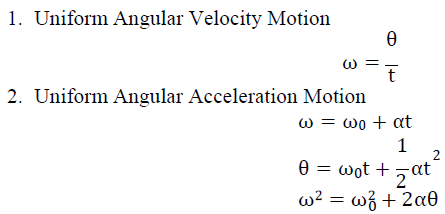 1. Uniform Angular Velocity Motion
ω = θ/t
2. Uniform Angular Acceleration Motion
ω = ω₀ + αt
θ = ω₀t + ½αt²
ω² = ω₀² + 2αθ